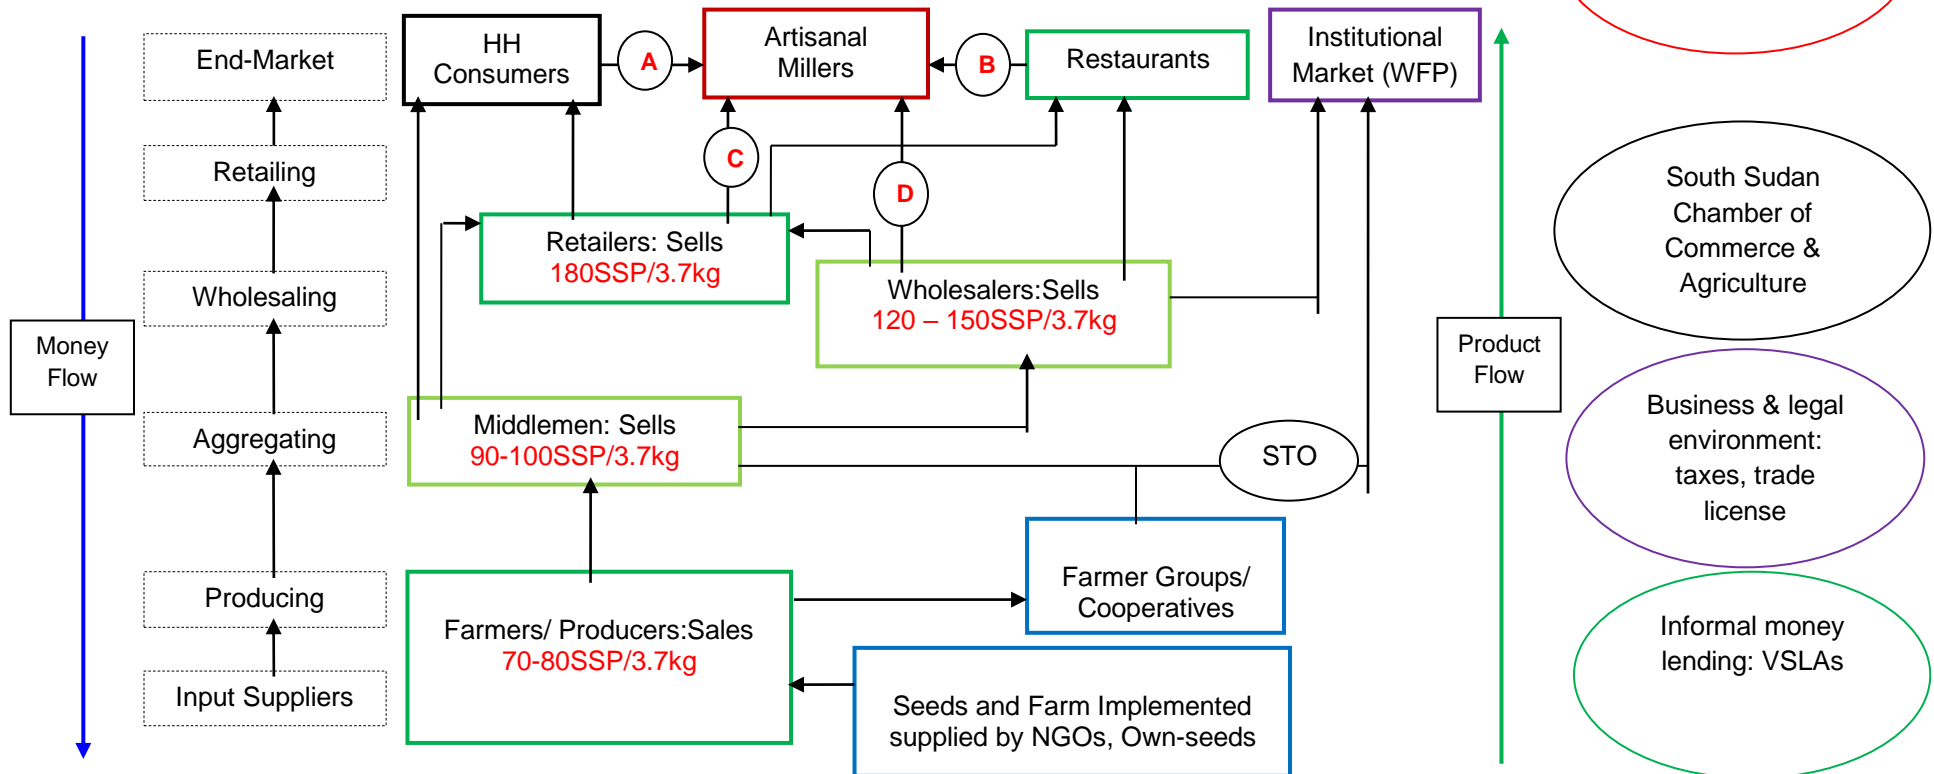 End-Market
HH
Consumers
A
Artisanal
Millers
B
Restaurants
Institutional
Market (WFP)
Retailing
C
D
South Sudan
Chamber of
Commerce &
Agriculture
Retailers: Sells
180SSP/3.7kg
Wholesaling
Wholesalers:Sells
120 – 150SSP/3.7kg
Money
Flow
Product
Flow
Aggregating
Middlemen: Sells
90-100SSP/3.7kg
STO
Business & legal
environment:
taxes, trade
license
Producing
Farmers/ Producers:Sales
70-80SSP/3.7kg
Farmer Groups/
Cooperatives
Informal money
lending: VSLAs
Input Suppliers
Seeds and Farm Implemented
supplied by NGOs, Own-seeds